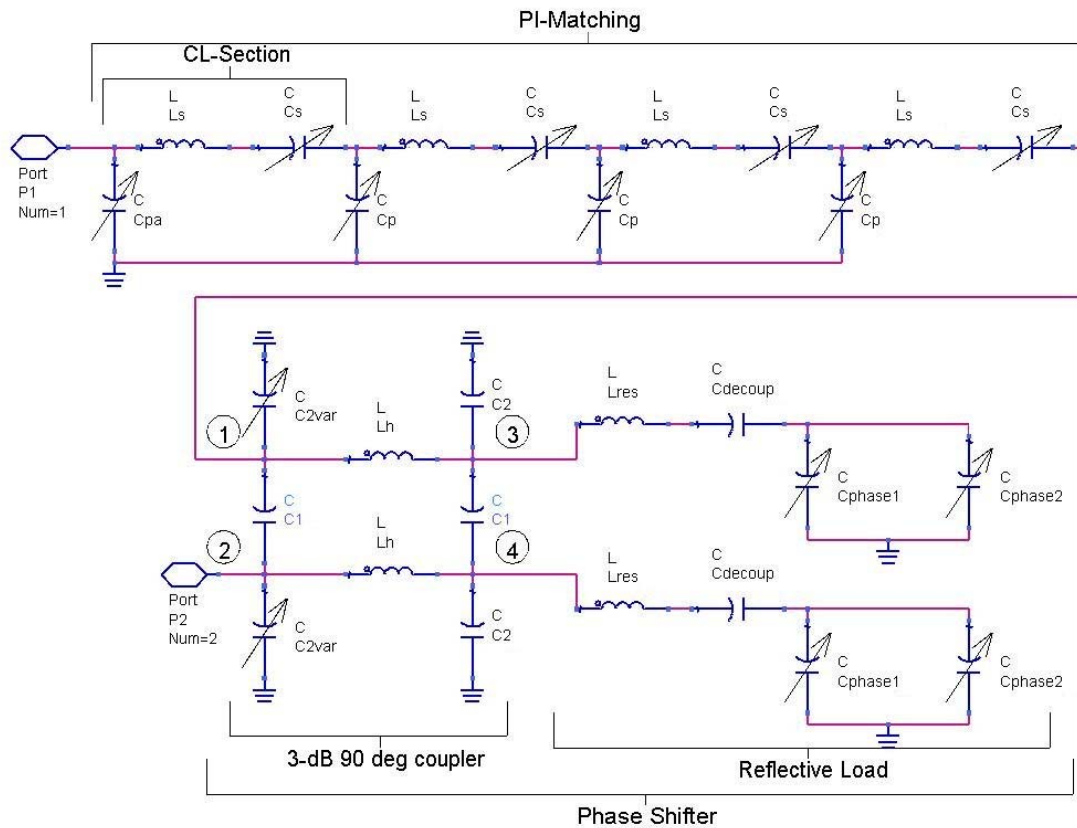 PI-Matching
CL-Section
L
Ls
C
Cs
L
Ls
C
Cs
L
Ls
C
Cs
L
Ls
C
Cs
Port
P1
Num=1
C
Cpa
C
Cp
C
Cp
C
Cp
C
C2var
L
Lh
C
C2
L
Lres
C
Cdecoup
1
3
C
Cphase1
C
Cphase2
C
C1
C
C1
L
Lh
2
4
L
Lres
C
Cdecoup
Port
P2
Num=2
C
C2var
C
C2
C
Cphase1
C
Cphase2
3-dB 90 deg coupler
Reflective Load
Phase Shifter